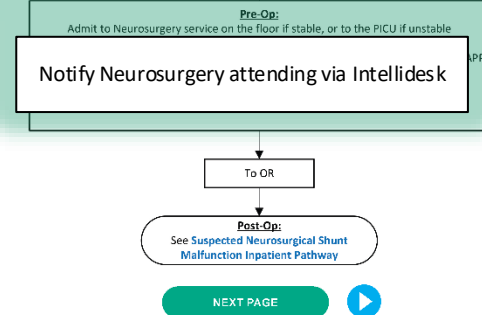 Pre-Op:
Admit to Neurosurgery service on the floor if stable, or to the PICU if unstable
APP
Notify Neurosurgery attending via Intellidesk
To OR
Post-Op:
See Suspected Neurosurgical Shunt
Malfunction Inpatient Pathway
NEXT PAGE